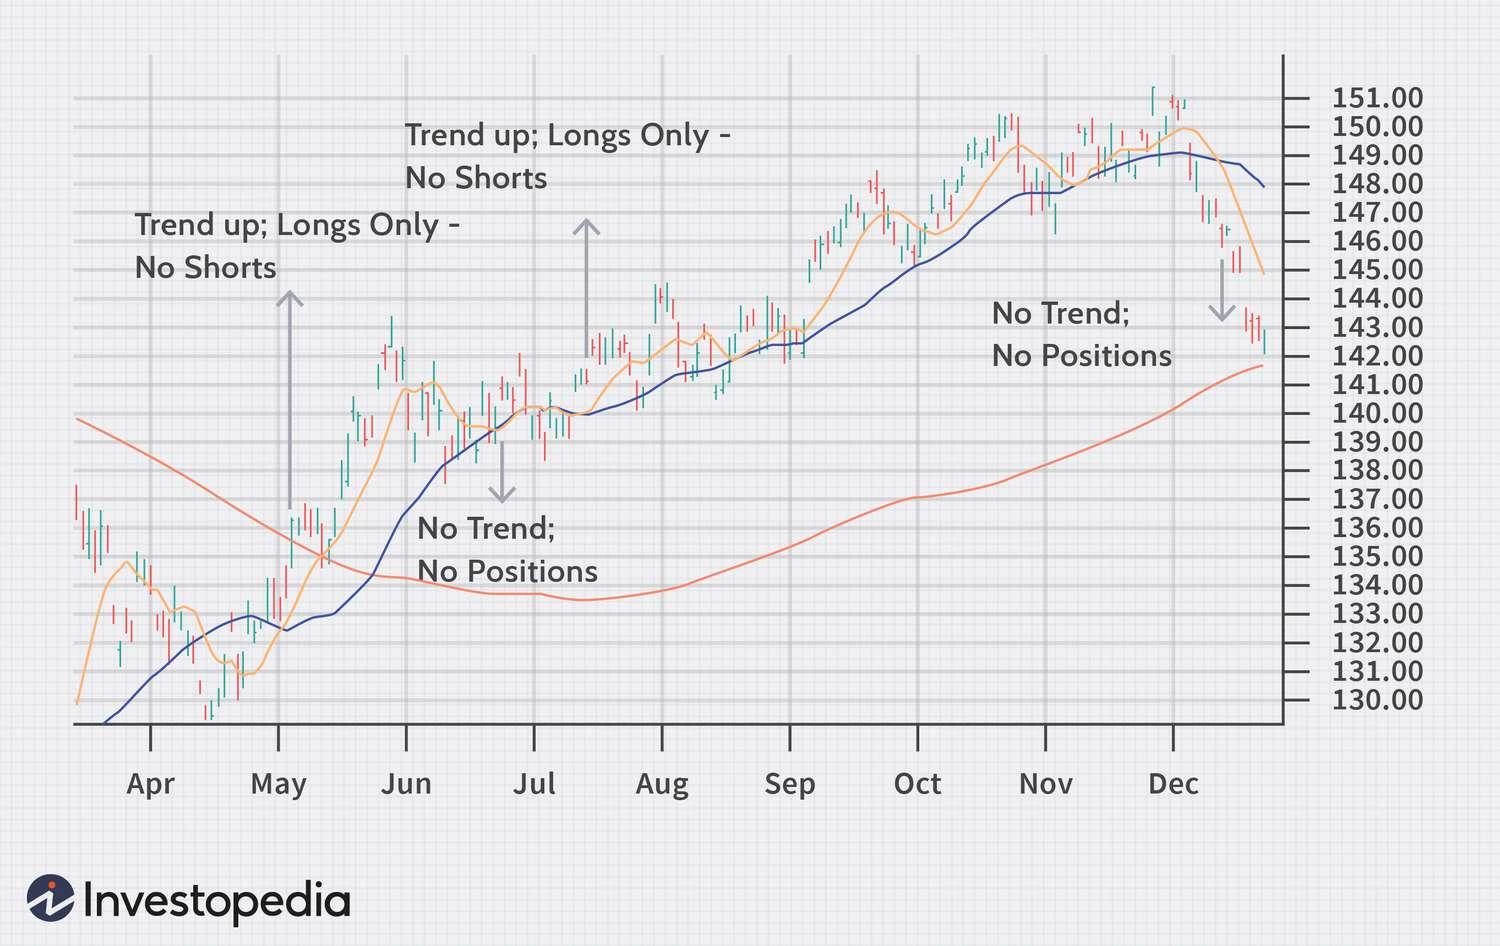 Trend up; Longs Only -
No Shorts
Trend up; Longs Only -
No Shorts
No Trend;
No Positions
No Trend;
No Positions
151.00
150.00
149.00
148.00
147.00
146.00
145.00
144.00
143.00
142.00
141.00
140.00
139.00
138.00
137.00
136.00
135.00
134.00
133.00
132.00
131.00
130.00
Apr May Jun Jul Aug Sep Oct Nov Dec
Investopedia